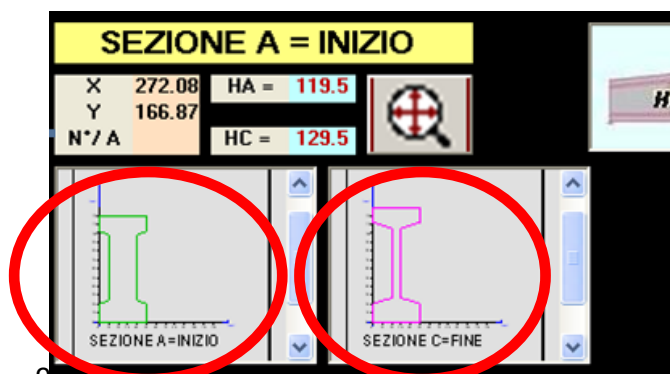 SEZIONE A = INIZIO
X 272.08 HA = 119.5
Y 166.87
N°/ A HC = 129.5
H
SEZIONE A=INIZIO SEZIONE C=FINE